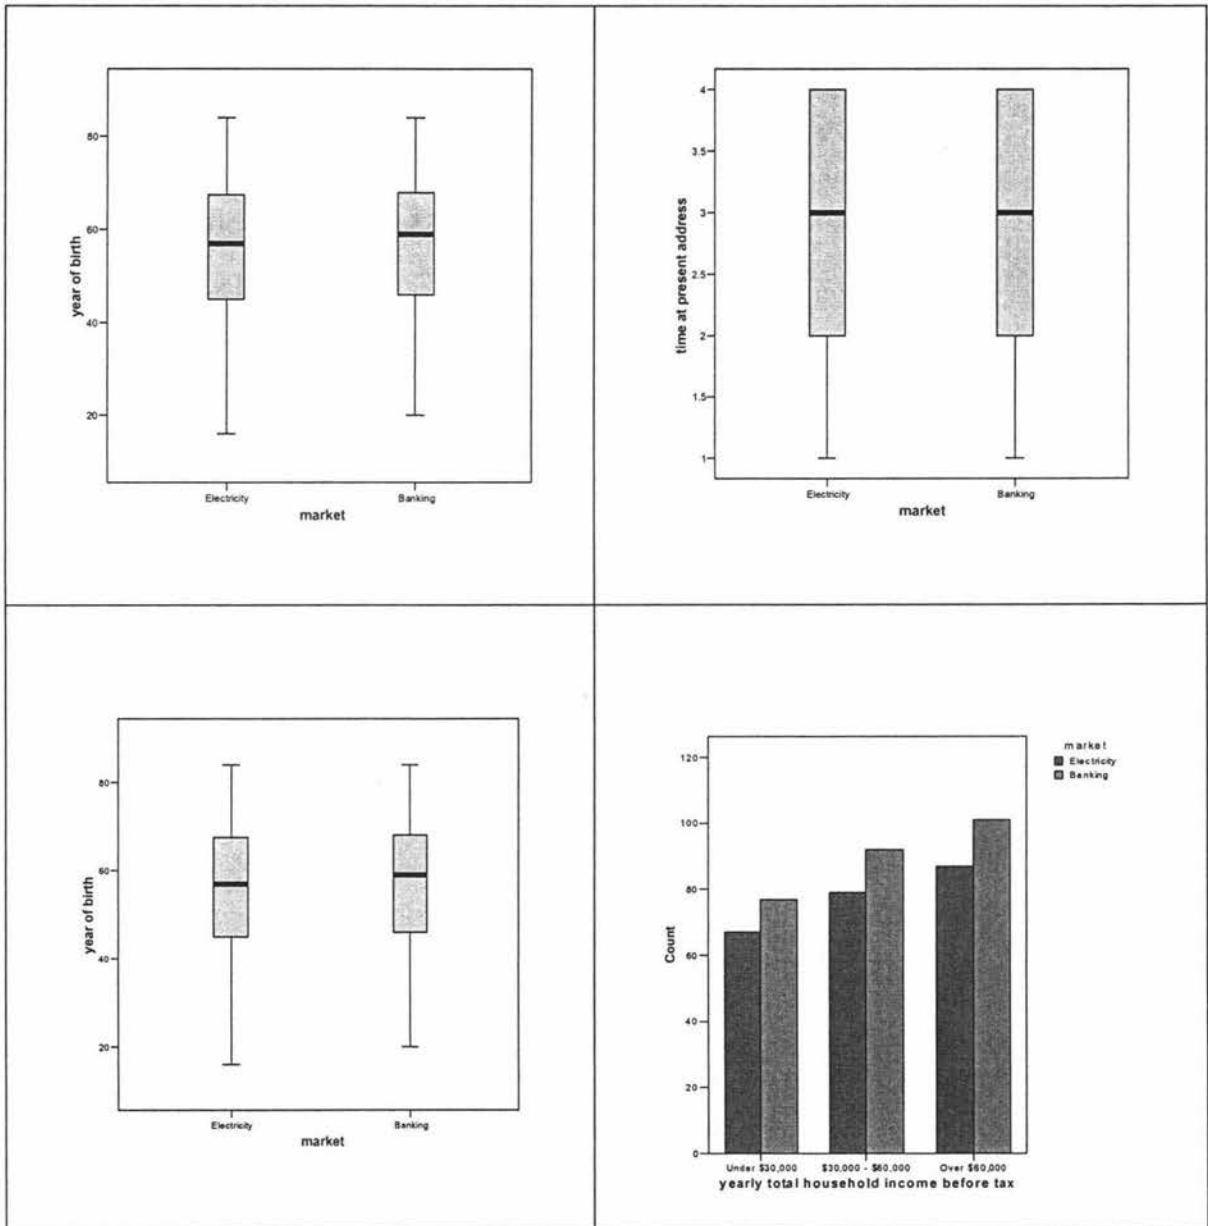 80
60
40
20
year of birth
Electricity
Banking
market
4
3.5
3
2.5
2
1.5
1
time at present address
Electricity
Banking
market
80
60
40
20
year of birth
Electricity
Banking
market
market
Electricity
Banking
120
100
80
60
40
20
0
Count
Under $30,000
$30,000 - $60,000
Over $60,000
yearly total household income before tax